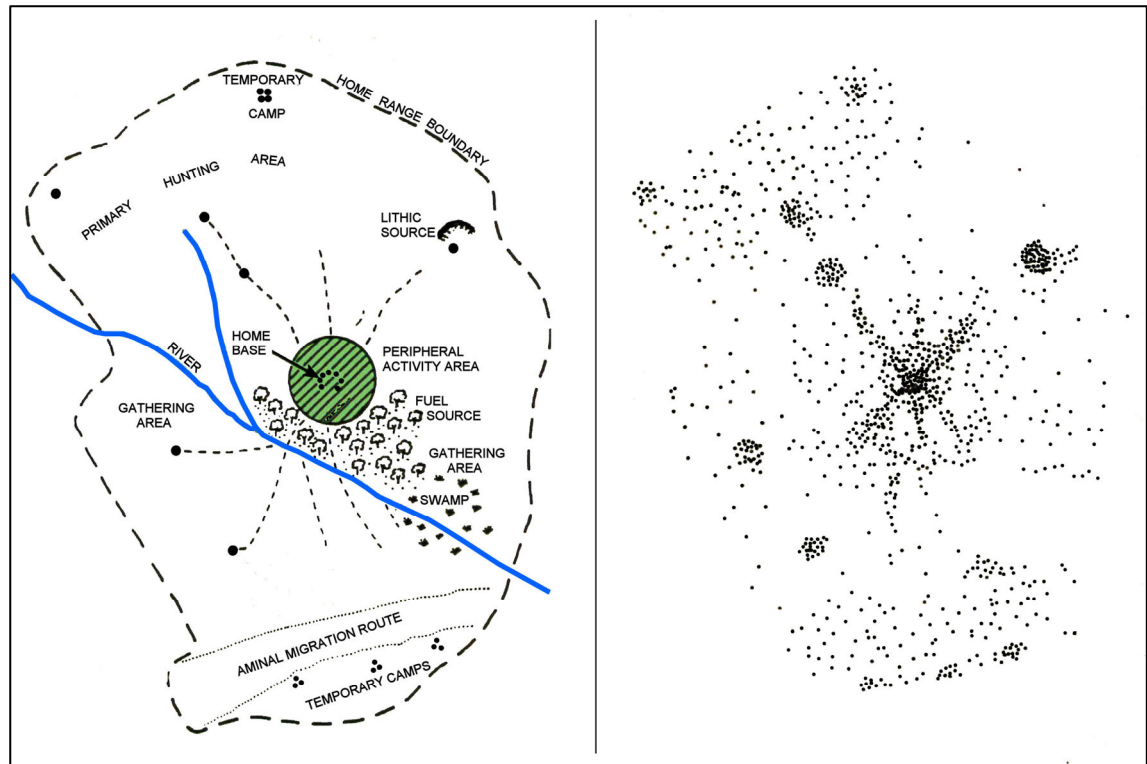 TEMPORARY
CAMP
HOME RANGE BOUNDARY
PRIMARY HUNTING AREA
LITHIC
SOURCE
HOME
BASE
PERIPHERAL
ACTIVITY AREA
RIVER
FUEL
SOURCE
GATHERING
AREA
GATHERING
AREA
SWAMP
AMINAL MIGRATION ROUTE
TEMPORARY CAMPS